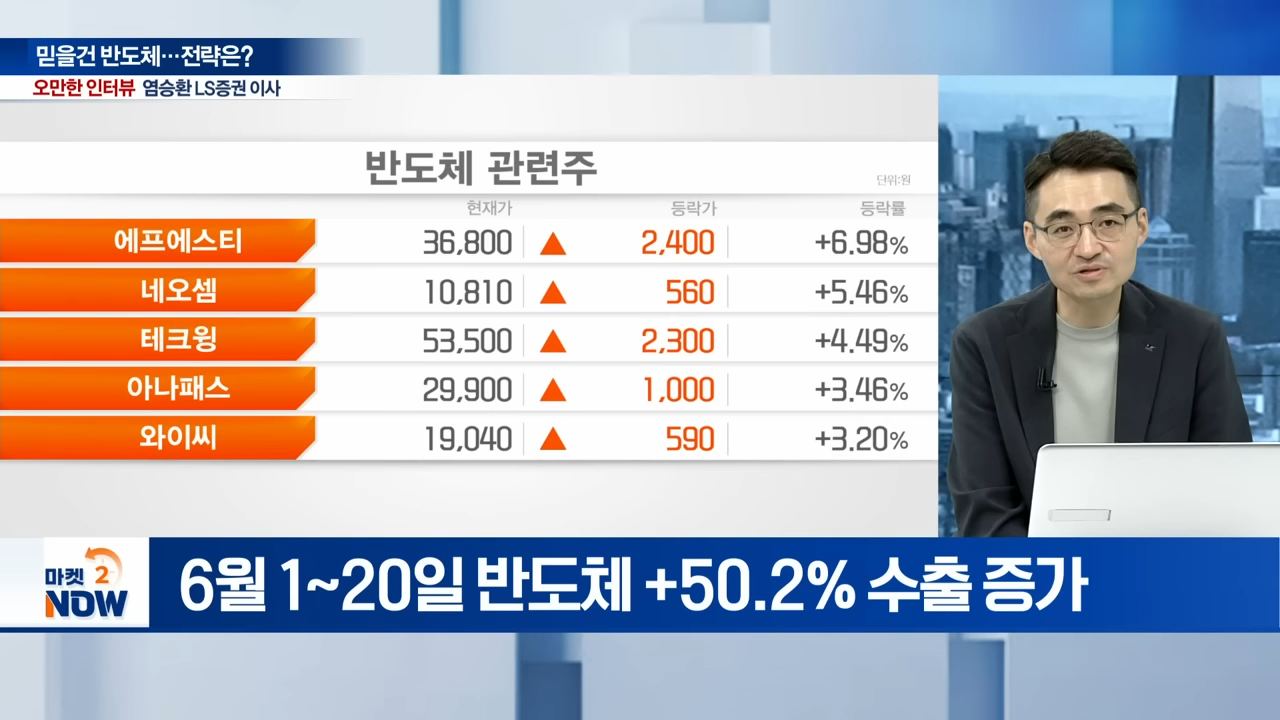 믿을건 반도체…전략은?
오만한 인터뷰 염승환 LS증권 이사
반도체 관련주
단위:원
현재가 등락가 등락률
에프에스티 36,800 ▲ 2,400 +6.98%
네오셈 10,810 ▲ 560 +5.46%
테크윙 53,500 ▲ 2,300 +4.49%
아나패스 29,900 ▲ 1,000 +3.46%
와이씨 19,040 ▲ 590 +3.20%
마켓 2
NOW
6월 1~20일 반도체 +50.2% 수출 증가